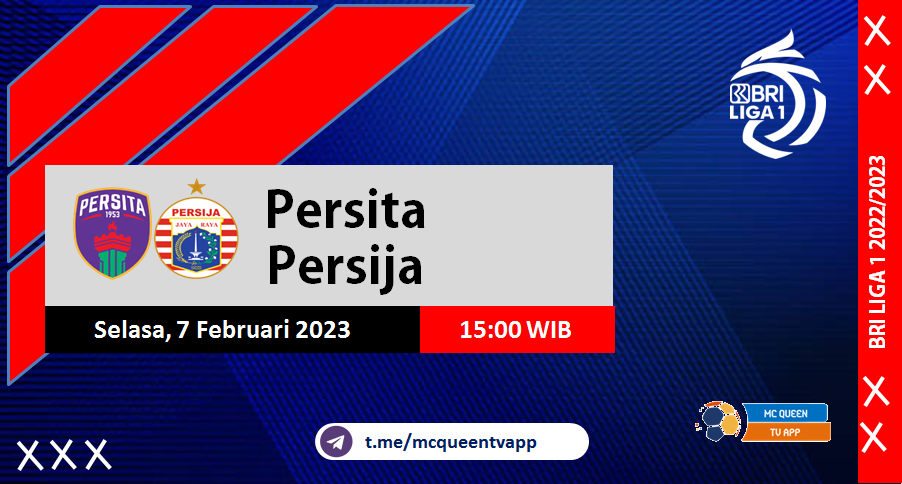 BRI
LIGA 1
PERSITA
1953
PERSIJA
JAYA RAYA
Persita
Persija
Selasa, 7 Februari 2023
15:00 WIB
BRI LIGA 1 2022/2023
MC QUEEN
TV APP
t.me/mcqueentvapp
XXX